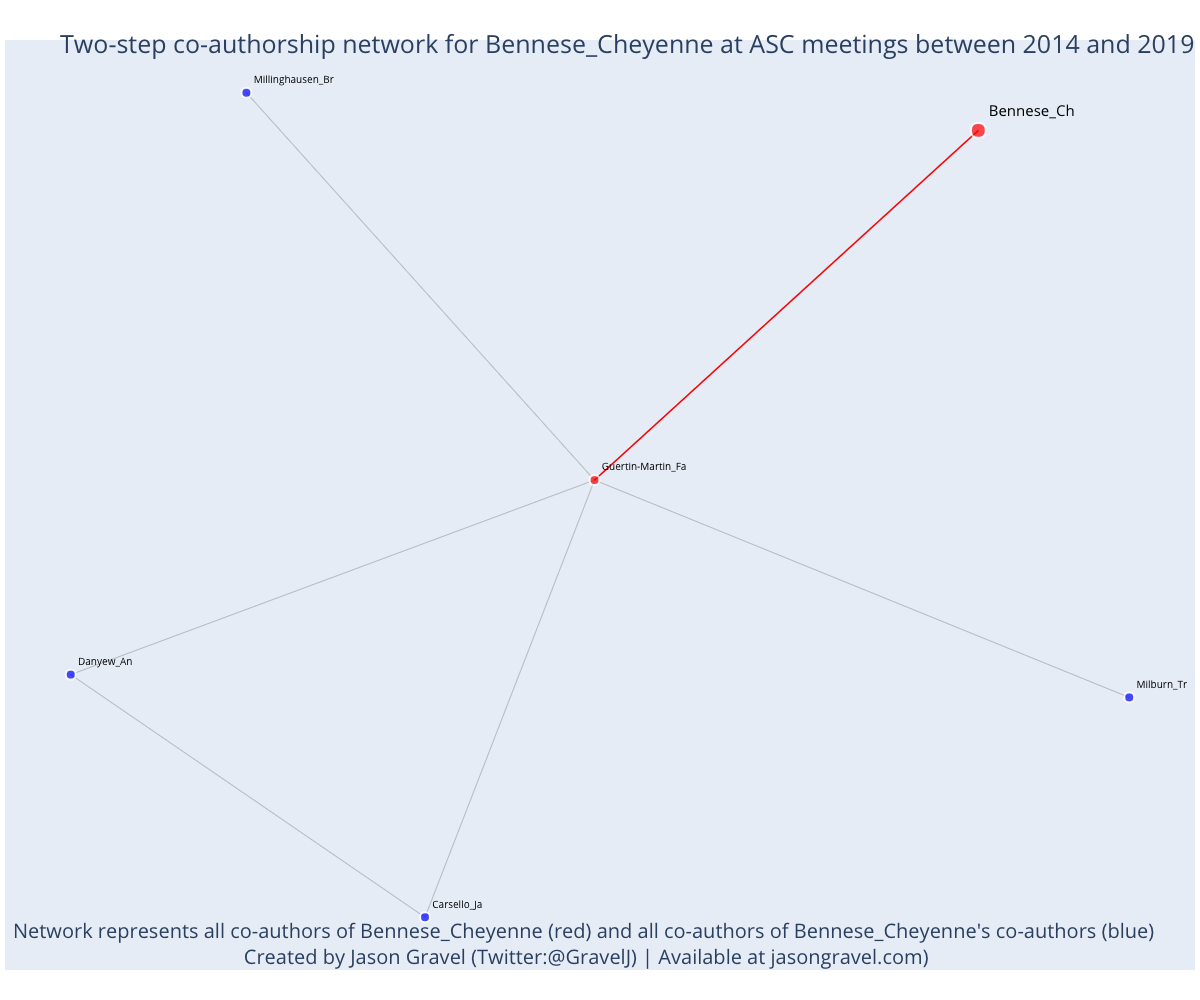 Two-step co-authorship network for Bennese_Cheyenne at ASC meetings between 2014 and 2019
Millinghausen_Br
Bennese_Ch
Guertin-Martin_Fa
Danyew_An
Milburn_Tr
Carsello_Ja
Network represents all co-authors of Bennese_Cheyenne (red) and all co-authors of Bennese_Cheyenne's co-authors (blue)
Created by Jason Gravel (Twitter:@GravelJ) | Available at jasongravel.com)